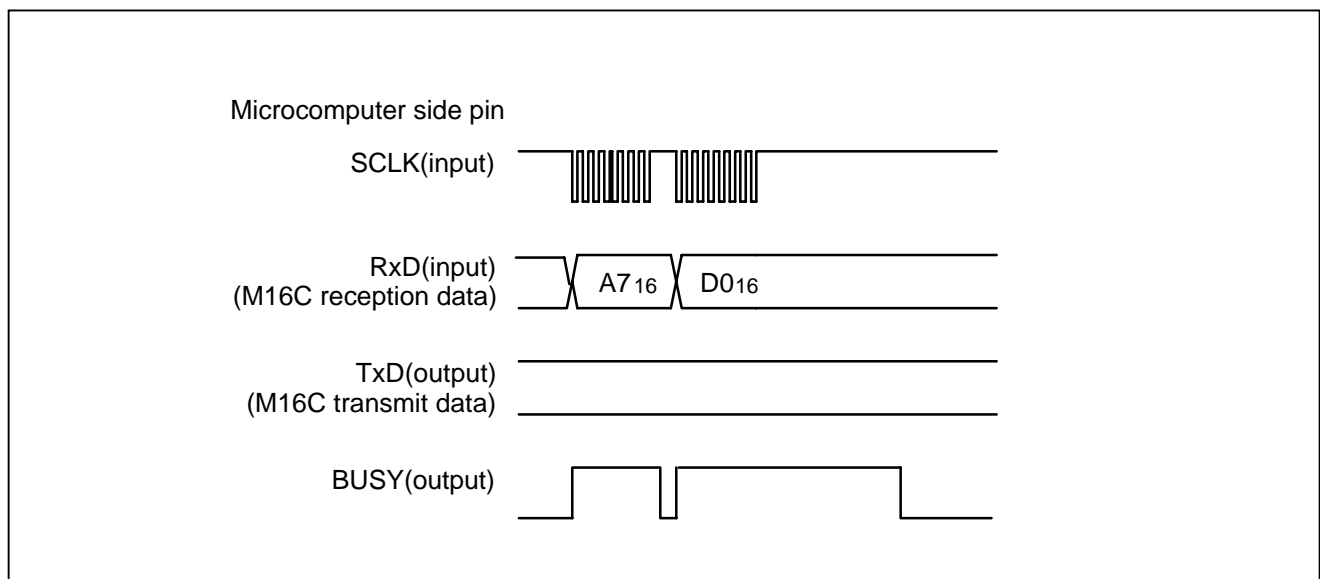 Microcomputer side pin
SCLK(input)
RxD(input)
(M16C reception data)
A716
D016
TxD(output)
(M16C transmit data)
BUSY(output)